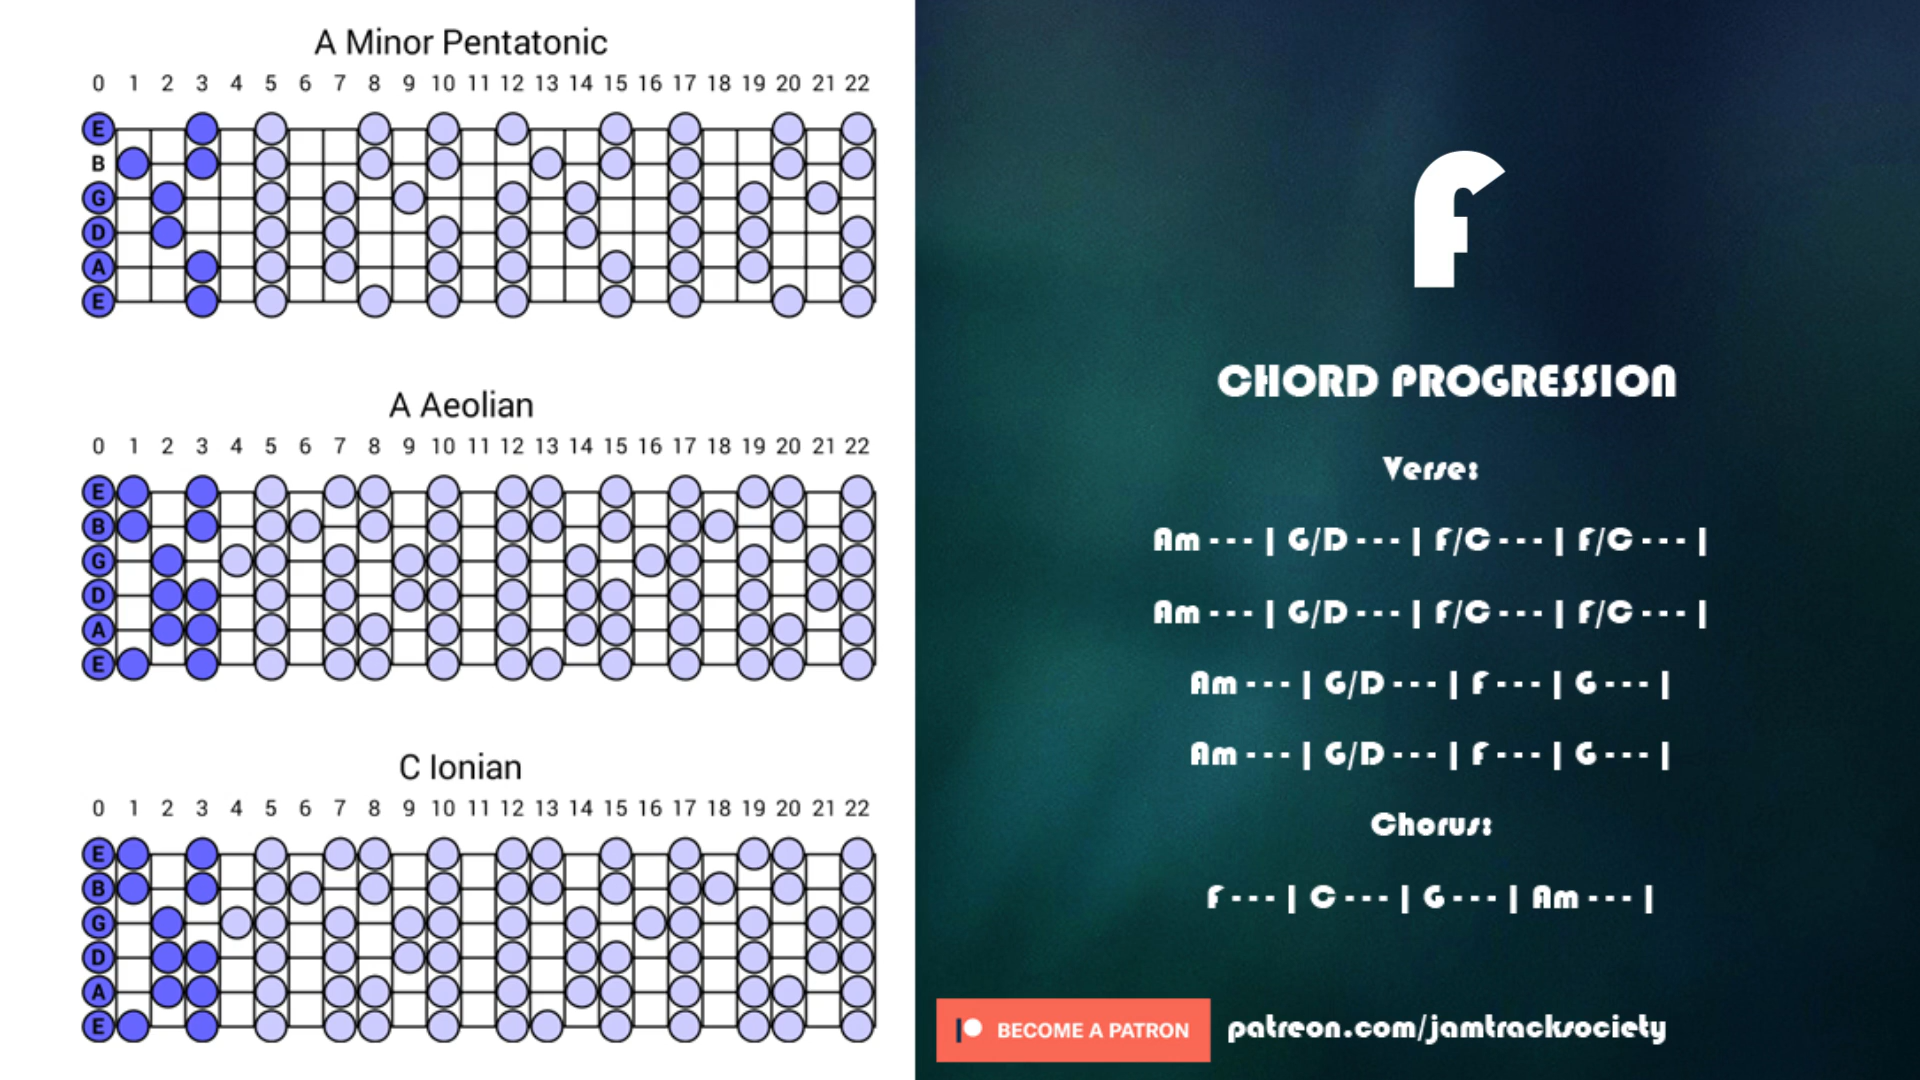 A Minor Pentatonic
0 1 2 3 4 5 6 7 8 9 10 11 12 13 14 15 16 17 18 19 20 21 22
E
B
G
D
A
E
A Aeolian
0 1 2 3 4 5 6 7 8 9 10 11 12 13 14 15 16 17 18 19 20 21 22
E
B
G
D
A
E
C Ionian
0 1 2 3 4 5 6 7 8 9 10 11 12 13 14 15 16 17 18 19 20 21 22
E
B
G
D
A
E
F
CHORD PROGRESSION
Verse:
Am - - - | G/D - - - | F/C - - - | F/C - - - |
Am - - - | G/D - - - | F/C - - - | F/C - - - |
Am - - - | G/D - - - | F - - - | G - - - |
Am - - - | G/D - - - | F - - - | G - - - |
Chorus:
F - - - | C - - - | G - - - | Am - - - |
BECOME A PATRON
patreon.com/jamtracksociety